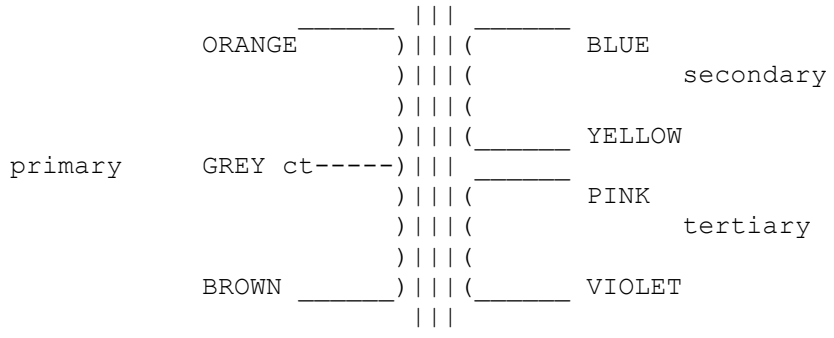 ORANGE BLUE
secondary
YELLOW
primary GREY ct
PINK
tertiary
BROWN VIOLET